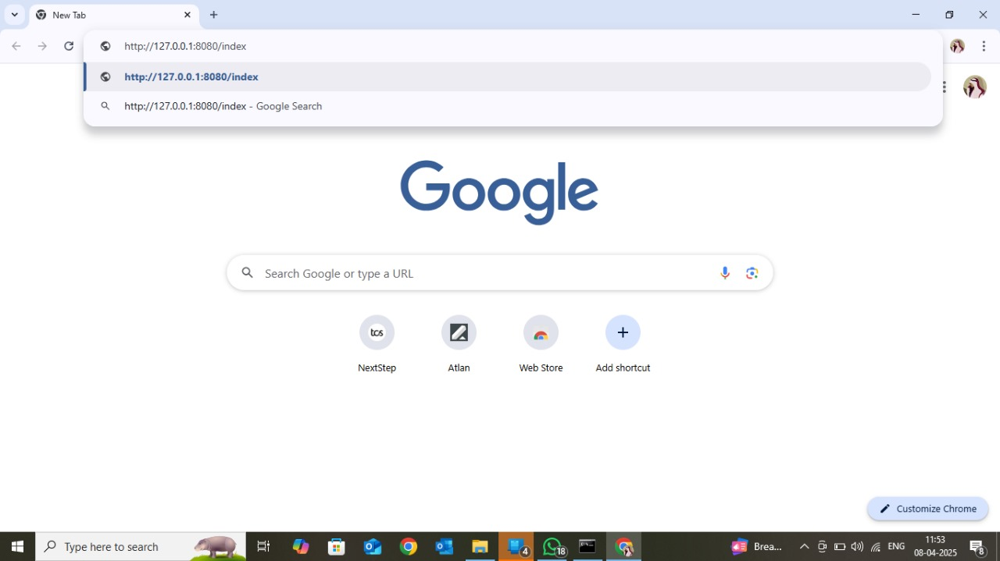 New Tab
http://127.0.0.1:8080/index
http://127.0.0.1:8080/index
http://127.0.0.1:8080/index - Google Search
Google
Search Google or type a URL
tcs
NextStep
Atlan
Web Store
Add shortcut
Customize Chrome
Type here to search
4
18
Brea...
ENG
11:53
08-04-2025
8